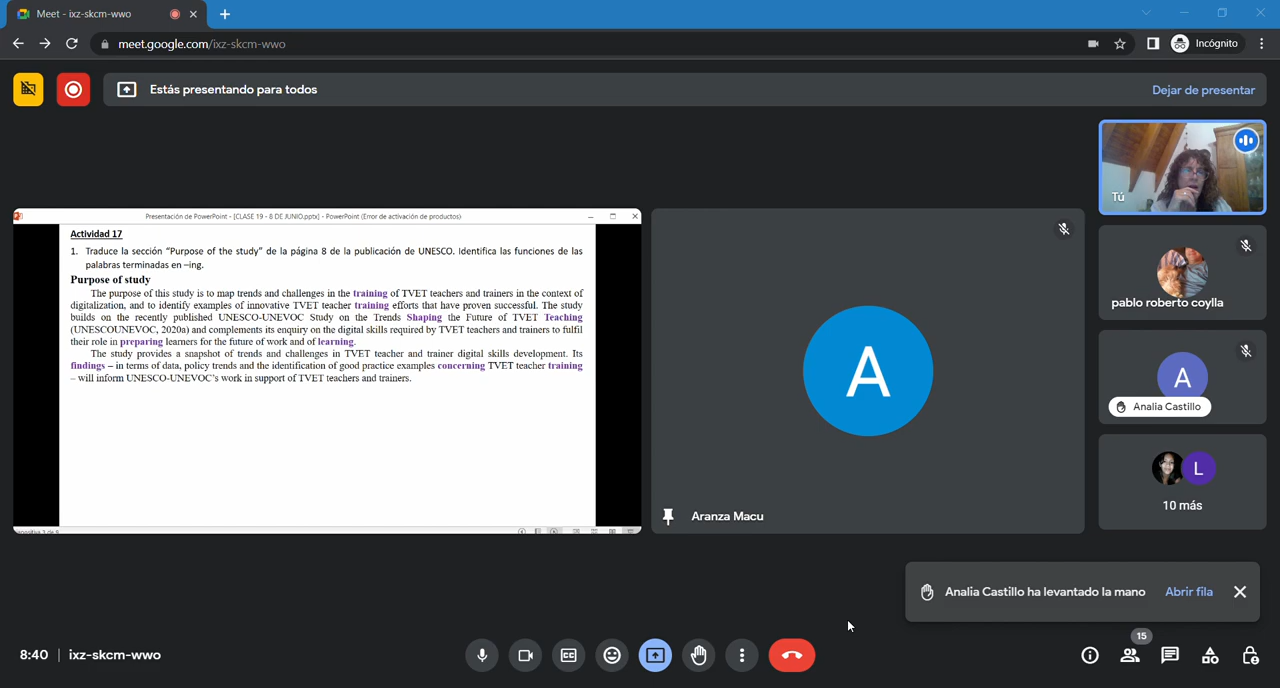 Meet - ixz-skcm-wwo
meet.google.com/ixz-skcm-wwo
Incógnito
Estás presentando para todos
Dejar de presentar
Presentación de PowerPoint - [CLASE 19 - 8 DE JUNIO.pptx] - PowerPoint (Error de activación de productos)
Actividad 17
1. Traduce la sección "Purpose of the study" de la página 8 de la publicación de UNESCO. Identifica las funciones de las
palabras terminadas en –ing.
Purpose of study
The purpose of this study is to map trends and challenges in the training of TVET teachers and trainers in the context of
digitalization, and to identify examples of innovative TVET teacher training efforts that have proven successful. The study
builds on the recently published UNESCO-UNEVOC Study on the Trends Shaping the Future of TVET Teaching
(UNESCOUNEVOC, 2020a) and complements its enquiry on the digital skills required by TVET teachers and trainers to fulfil
their role in preparing learners for the future of work and of learning.
The study provides a snapshot of trends and challenges in TVET teacher and trainer digital skills development. Its
findings – in terms of data, policy trends and the identification of good practice examples concerning TVET teacher training
– will inform UNESCO-UNEVOC's work in support of TVET teachers and trainers.
A
Aranza Macu
Tú
pablo roberto coylla
A
Analia Castillo
L
10 más
Analia Castillo ha levantado la mano
Abrir fila
8:40
ixz-skcm-wwo
15